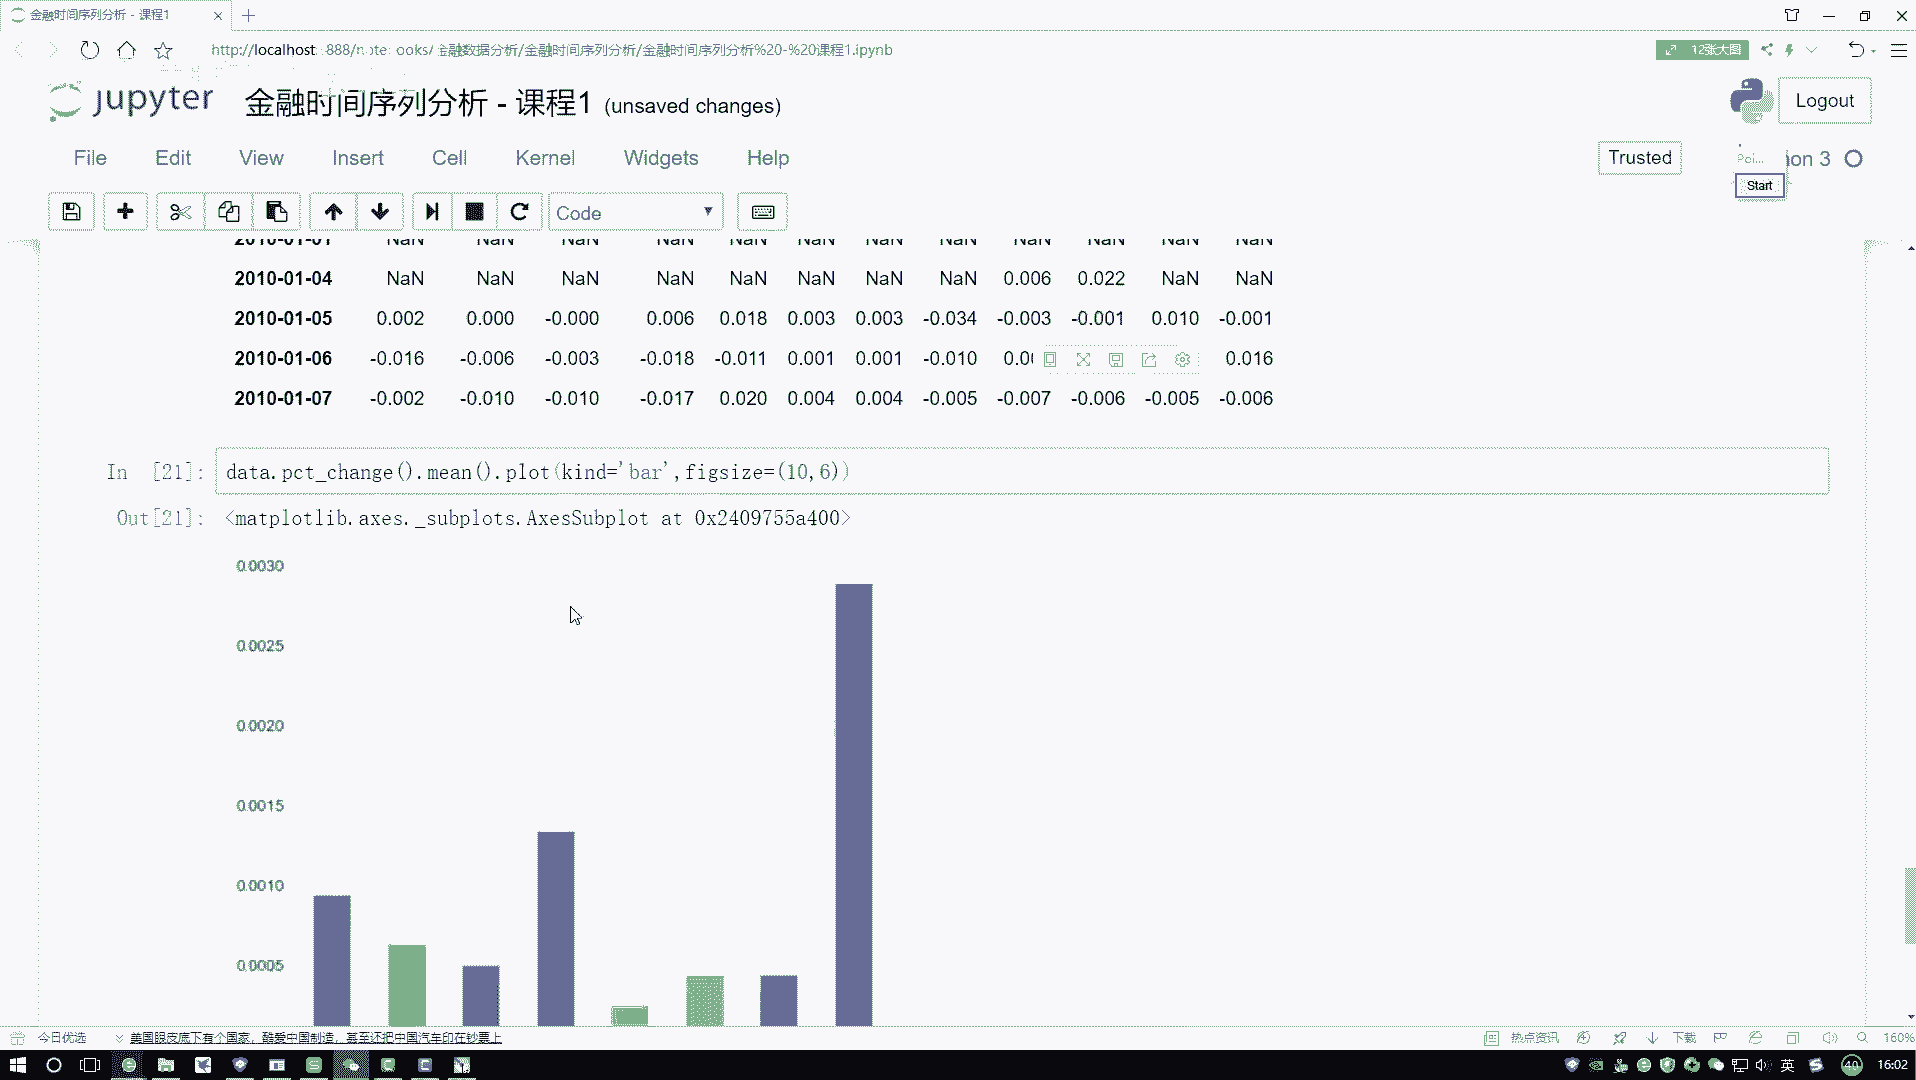 金融时间序列分析 - 课程1
http://localhost 888/note ooks/ 金融数据分析/金融时间序列分析/金融时间序列分析%20-%20课程1.ipynb
12张大图
jupyter 金融时间序列分析 - 课程1 (unsaved changes)
Logout
File Edit View Insert Cell Kernel Widgets Help
Trusted
Poi...
on 3
Start
Code
2010-01-01 NaN NaN NaN NaN NaN NaN NaN NaN NaN NaN NaN NaN
2010-01-04 NaN NaN NaN NaN NaN NaN NaN NaN 0.006 0.022 NaN NaN
2010-01-05 0.002 0.000 -0.000 0.006 0.018 0.003 0.003 -0.034 -0.003 -0.001 0.010 -0.001
2010-01-06 -0.016 -0.006 -0.003 -0.018 -0.011 0.001 0.001 -0.010 0.0 0.016
2010-01-07 -0.002 -0.010 -0.010 -0.017 0.020 0.004 0.004 -0.005 -0.007 -0.006 -0.005 -0.006
In [21]: data.pct_change().mean().plot(kind='bar',figsize=(10,6))
Out[21]: <matplotlib.axes._subplots.AxesSubplot at 0x2409755a400>
0.0030
0.0025
0.0020
0.0015
0.0010
0.0005
今日优选 美国眼皮底下有个国家，酷爱中国制造，甚至还把中国汽车印在钞票上
热点资讯 下载 160%
英 40 16:02